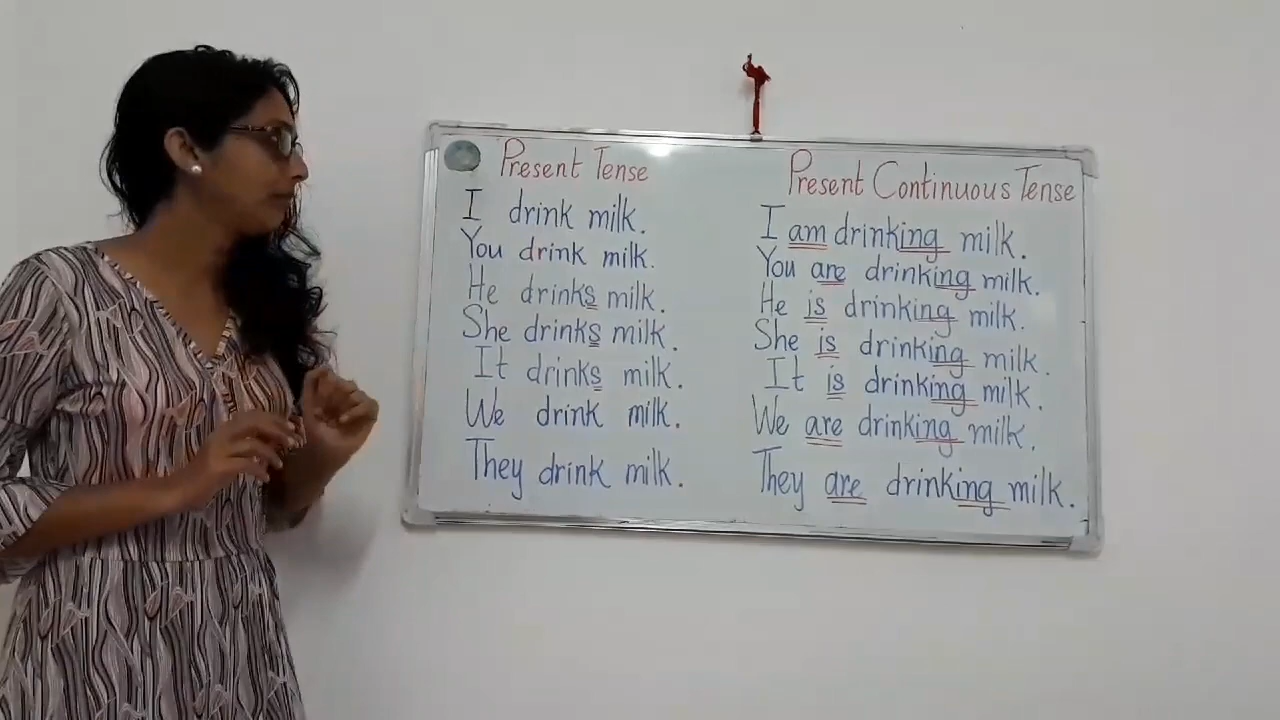 Present Tense
I drink milk.
You drink milk.
He drinks milk.
She drinks milk.
It drinks milk.
We drink milk.
They drink milk.
Present Continuous Tense
I am drinking milk.
You are drinking milk.
He is drinking milk.
She is drinking milk.
It is drinking milk.
We are drinking milk.
They are drinking milk.